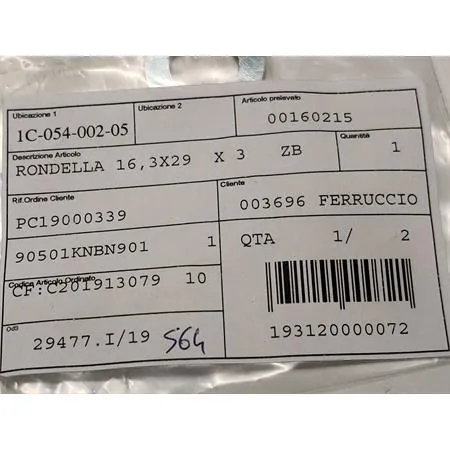 Ubicazione 1
1C-054-002-05
Ubicazione 2
Articolo prelevato
00160215
Descrizione Articolo
RONDELLA 16,3X29 X 3 ZB
Quantità
1
Rif.Ordine Cliente
PC19000339
Cliente
003696 FERRUCCIO
90501KNBN901 1
QTA 1/ 2
Codice Articolo Ordinato
CF:C201913079 10
Odl
29477.I/19 564
193120000072